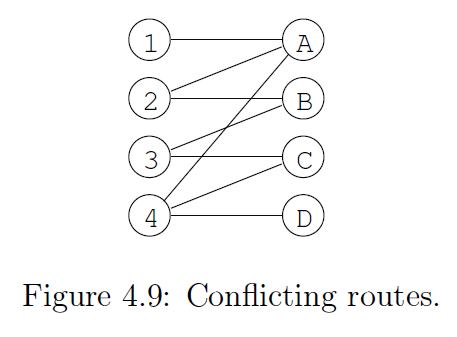 1 A
2 B
3 C
4 D
Figure 4.9: Conflicting routes.